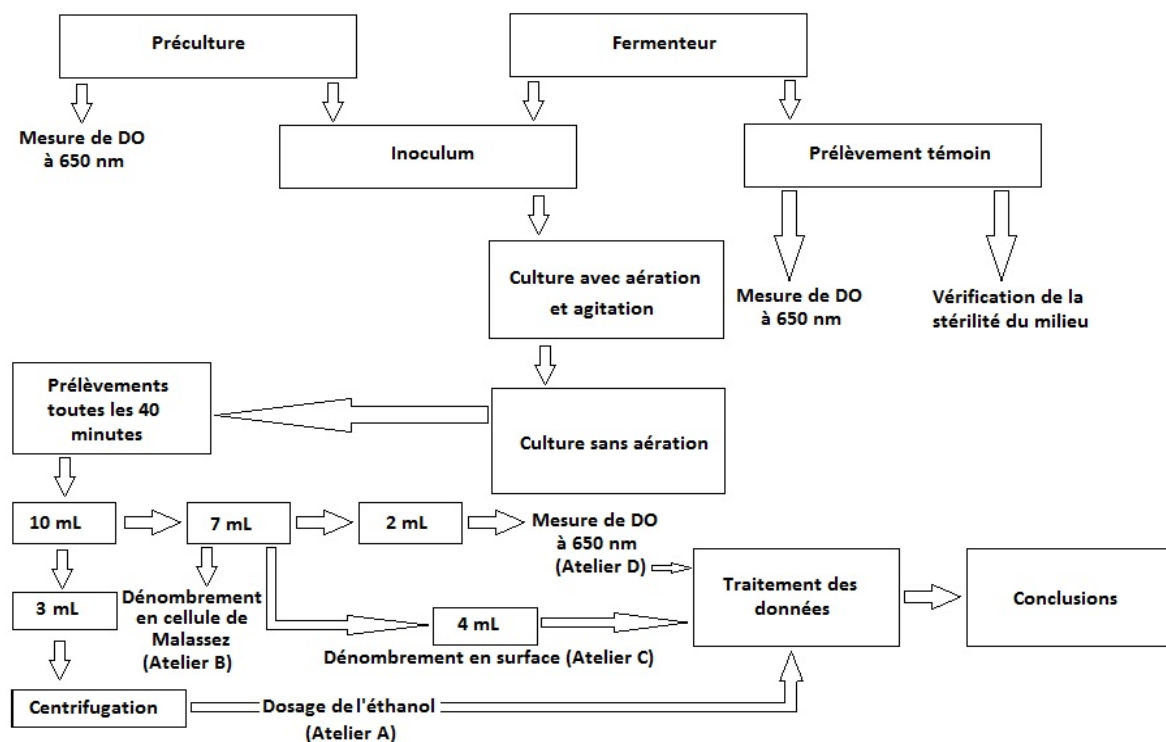 Préculture
Fermenteur
Mesure de DO
à 650 nm
Inoculum
Prélèvement témoin
Culture avec aération
et agitation
Mesure de DO
à 650 nm
Vérification de la
stérilité du milieu
Prélèvements
toutes les 40
minutes
Culture sans aération
10 mL
7 mL
2 mL
Mesure de DO
à 650 nm
(Atelier D)
Traitement des
données
Conclusions
3 mL
Dénombrement
en cellule de
Malassez
(Atelier B)
4 mL
Dénombrement en surface (Atelier C)
Centrifugation
Dosage de l'éthanol
(Atelier A)